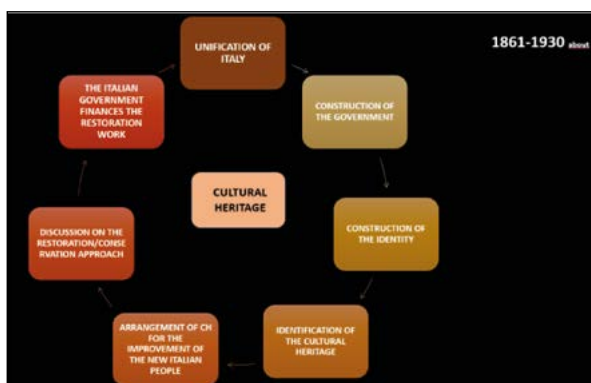 1861-1930 about
UNIFICATION OF
ITALY
CONSTRUCTION OF
THE GOVERNMENT
CONSTRUCTION OF
THE IDENTITY
IDENTIFICATION OF
THE CULTURAL
HERITAGE
ARRANGEMENT OF CH
FOR THE
IMPROVEMENT OF
THE NEW ITALIAN
PEOPLE
DISCUSSION ON THE
RESTORATION/CONSE
RVATION APPROACH
THE ITALIAN
GOVERNMENT
FINANCES THE
RESTORATION
WORK
CULTURAL
HERITAGE